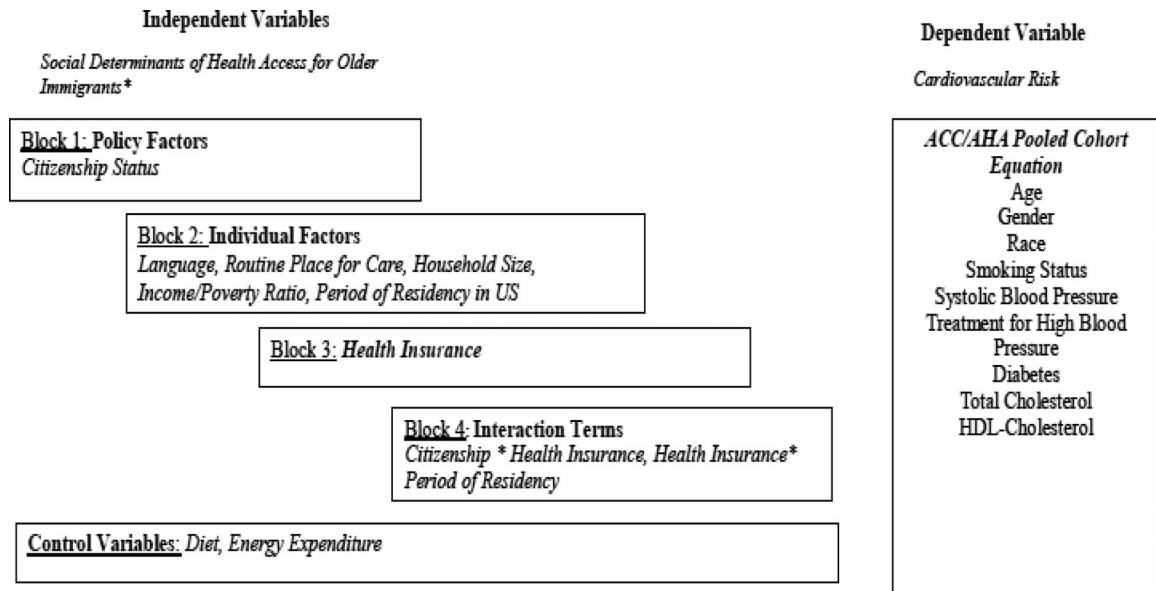 Independent Variables
Social Determinants of Health Access for Older
Immigrants*
Block 1: Policy Factors
Citizenship Status
Block 2: Individual Factors
Language, Routine Place for Care, Household Size,
Income/Poverty Ratio, Period of Residency in US
Block 3: Health Insurance
Block 4: Interaction Terms
Citizenship * Health Insurance, Health Insurance*
Period of Residency
Control Variables: Diet, Energy Expenditure
Dependent Variable
Cardiovascular Risk
ACC/AHA Pooled Cohort
Equation
Age
Gender
Race
Smoking Status
Systolic Blood Pressure
Treatment for High Blood
Pressure
Diabetes
Total Cholesterol
HDL-Cholesterol